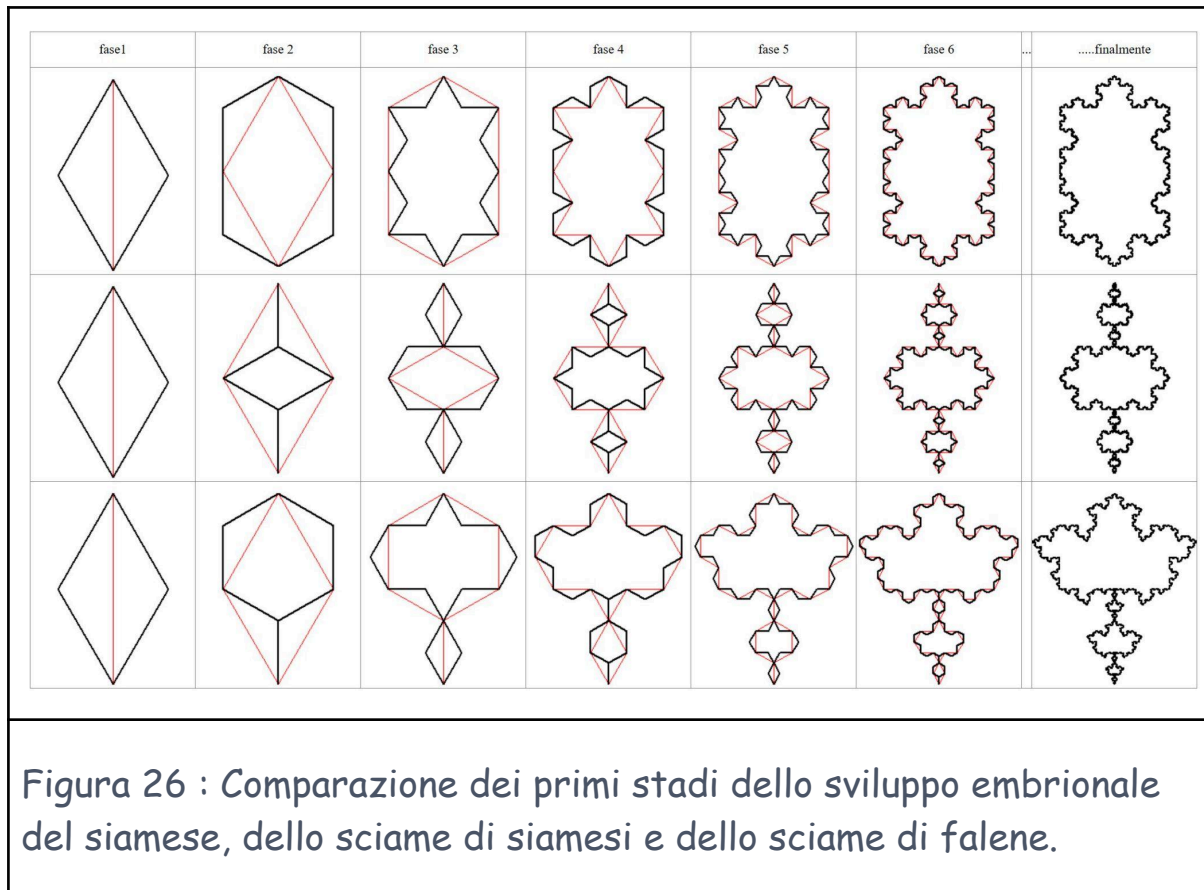 fase1 fase 2 fase 3 fase 4 fase 5 fase 6 ... .....finalmente
Figura 26 : Comparazione dei primi stadi dello sviluppo embrionale
del siamese, dello sciame di siamesi e dello sciame di falene.